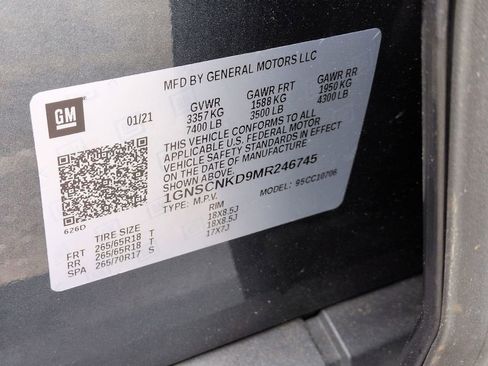 MFD BY GENERAL MOTORS LLC
GM
01/21 GVWR GAWR FRT GAWR RR
3357 KG 1588 KG 1950 KG
7400 LB 3500 LB 4300 LB
THIS VEHICLE CONFORMS TO ALL
APPLICABLE U.S. FEDERAL MOTOR
VEHICLE SAFETY STANDARDS IN EFFECT
ON THE DATE OF MANUFACTURE
SHOWN ABOVE.
1GNSCNKD9MR246745
TYPE: M.P.V. MODEL: 95CC10706
626D
TIRE SIZE RIM
FRT 265/65R18 T 18X8.5J
RR 265/65R18 T 18X8.5J
SPA 265/70R17 S 17X7J